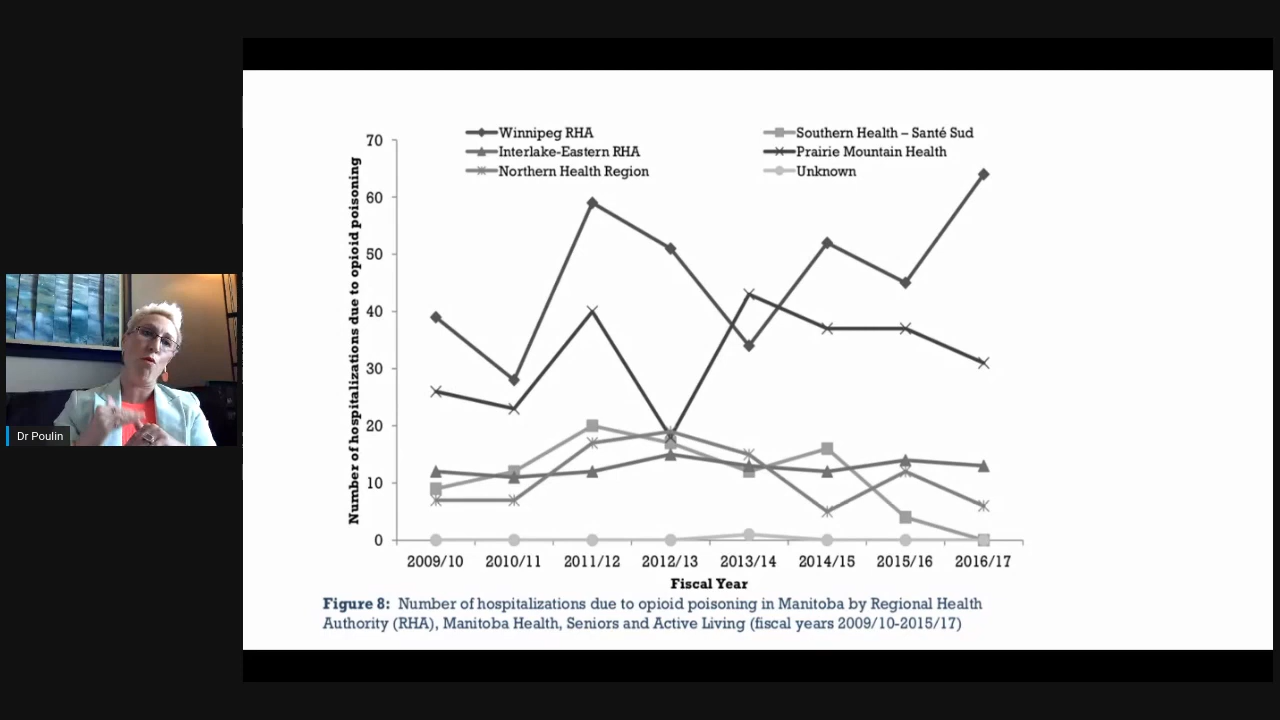 Winnipeg RHA
Southern Health – Santé Sud
Interlake-Eastern RHA
Prairie Mountain Health
Northern Health Region
Unknown
Number of hospitalizations due to opioid poisoning
70
60
50
40
30
20
10
0
2009/10 2010/11 2011/12 2012/13 2013/14 2014/15 2015/16 2016/17
Fiscal Year
Figure 8: Number of hospitalizations due to opioid poisoning in Manitoba by Regional Health
Authority (RHA), Manitoba Health, Seniors and Active Living (fiscal years 2009/10-2015/17)
Dr Poulin